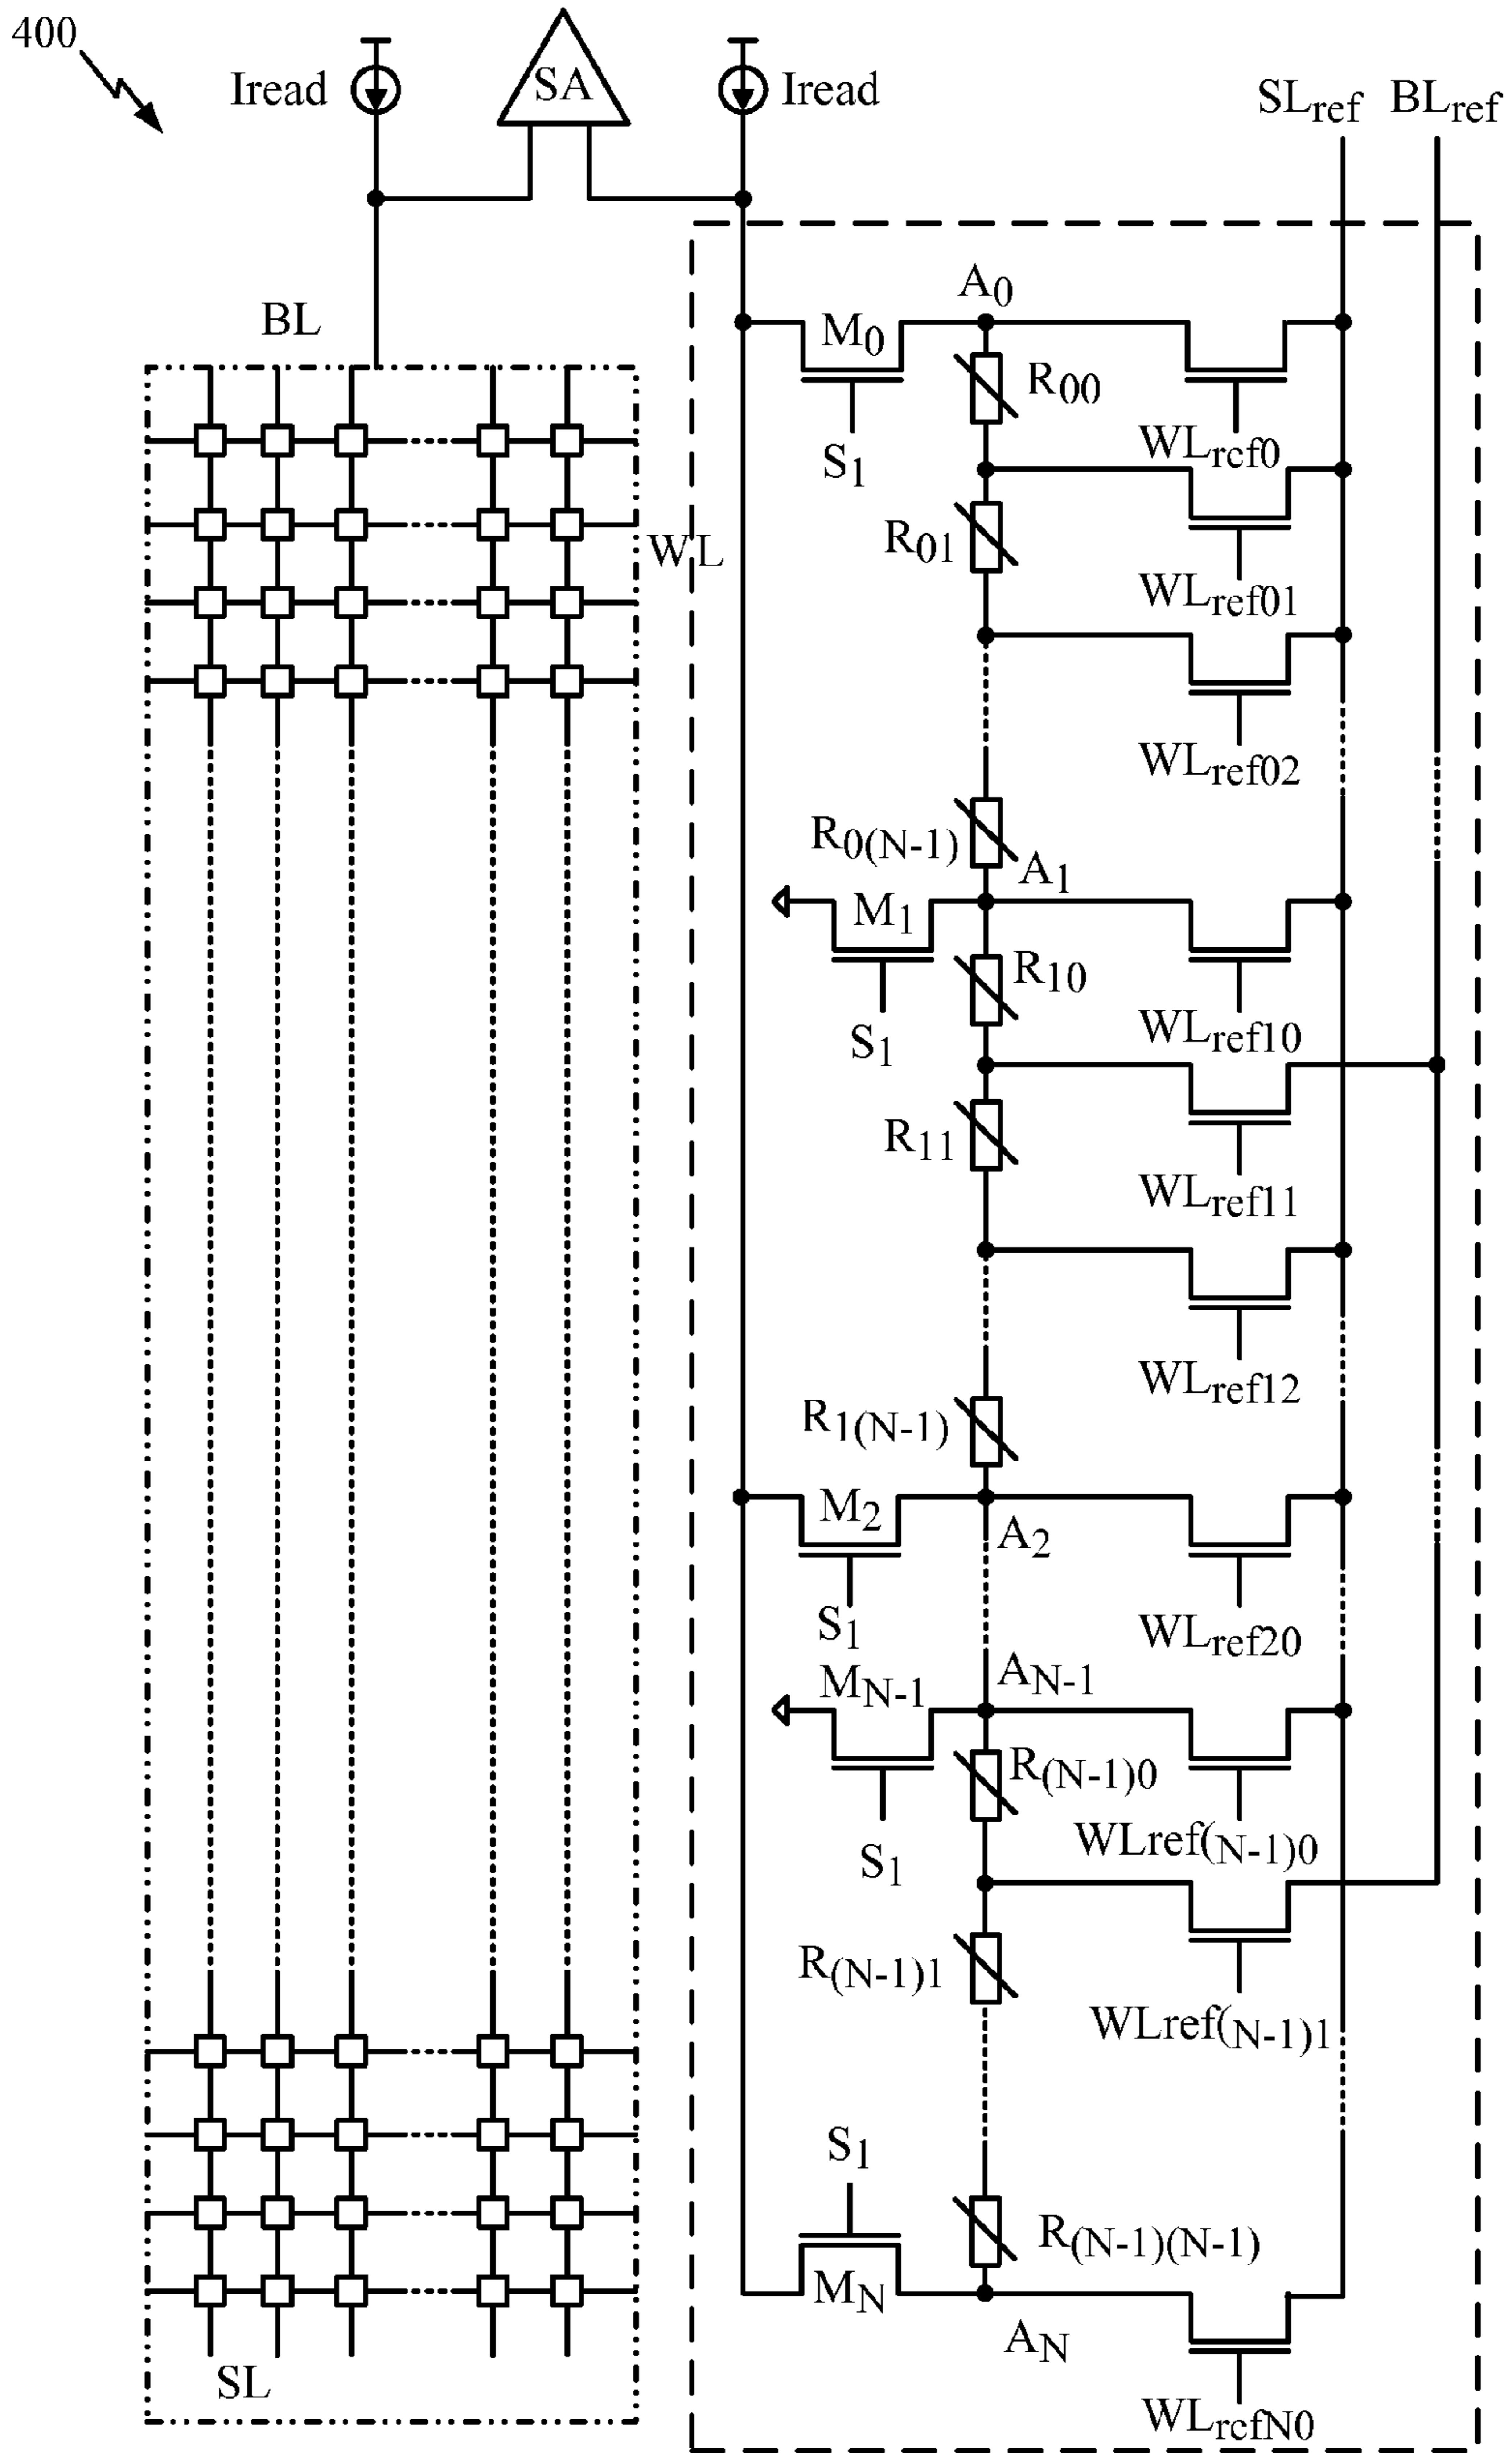 400
Iread
SA
Iread
SLref
BLref
BL
A0
M0
R00
S1
WLref0
R01
WL
WLref01
WLref02
R0(N-1)
A1
M1
R10
S1
WLref10
R11
WLref11
WLref12
R1(N-1)
M2
A2
S1
WLref20
MN-1
AN-1
R(N-1)0
S1
WLref(N-1)0
R(N-1)1
WLref(N-1)1
S1
R(N-1)(N-1)
MN
AN
SL
WLrefN0